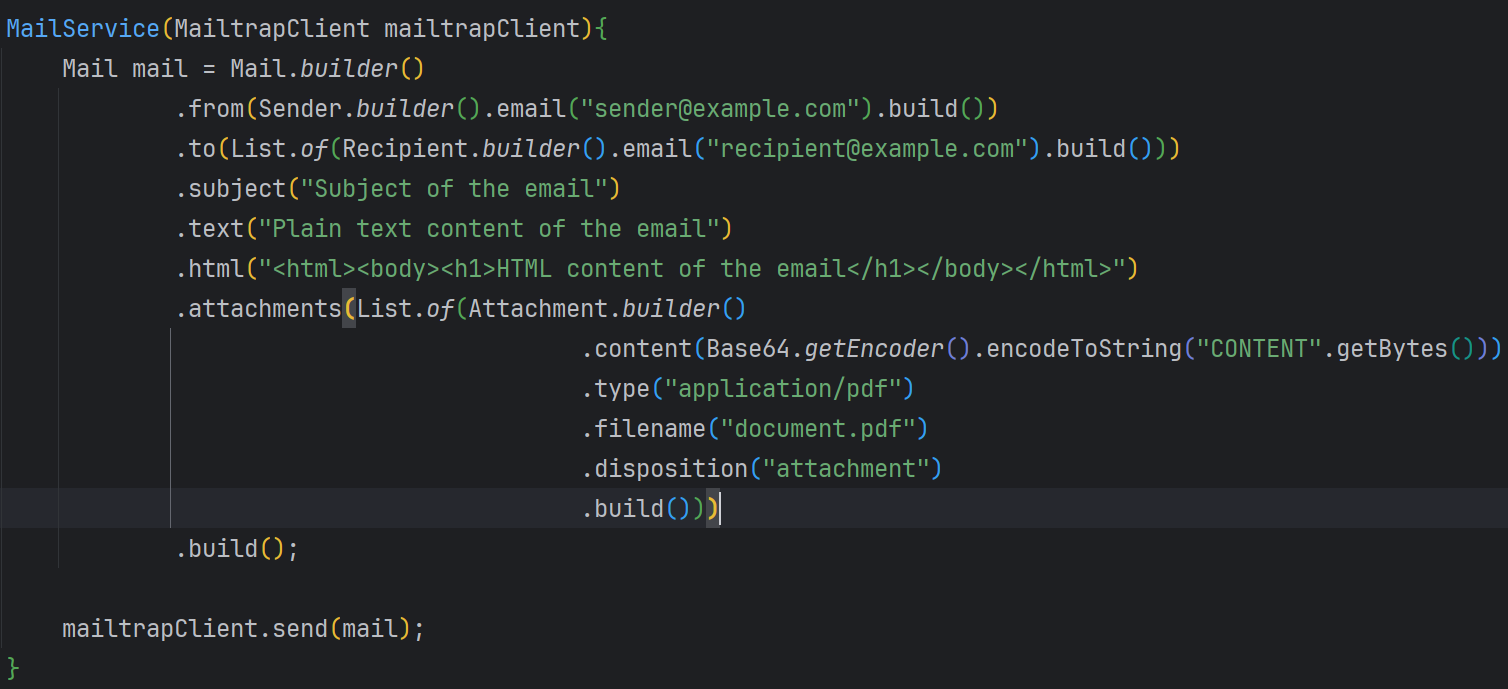 MailService(MailtrapClient mailtrapClient){
    Mail mail = Mail.builder()
            .from(Sender.builder().email("sender@example.com").build())
            .to(List.of(Recipient.builder().email("recipient@example.com").build()))
            .subject("Subject of the email")
            .text("Plain text content of the email")
            .html("<html><body><h1>HTML content of the email</h1></body></html>")
            .attachments(List.of(Attachment.builder()
                                         .content(Base64.getEncoder().encodeToString("CONTENT".getBytes()))
                                         .type("application/pdf")
                                         .filename("document.pdf")
                                         .disposition("attachment")
                                         .build()))
            .build();

    mailtrapClient.send(mail);
}